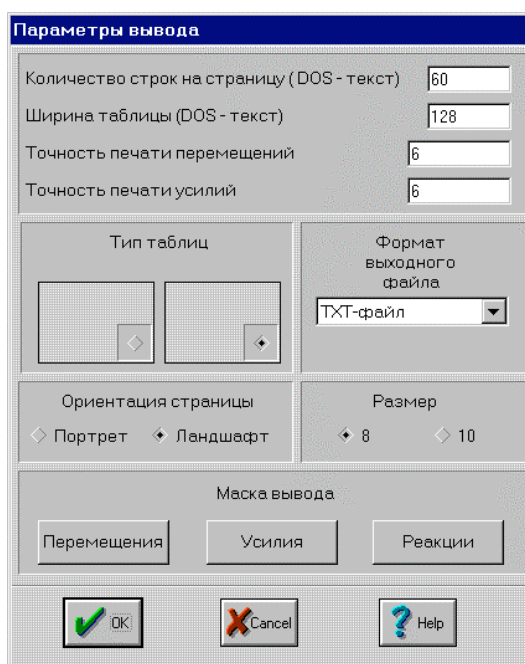 Параметры вывода
Количество строк на страницу (DOS - текст) 60
Ширина таблицы (DOS - текст) 128
Точность печати перемещений 6
Точность печати усилий 6
Тип таблиц
Формат
выходного
файла
TXT-файл
Ориентация страницы
Портрет Ландшафт
Размер
8 10
Маска вывода
Перемещения Усилия Реакции
OK Cancel Help